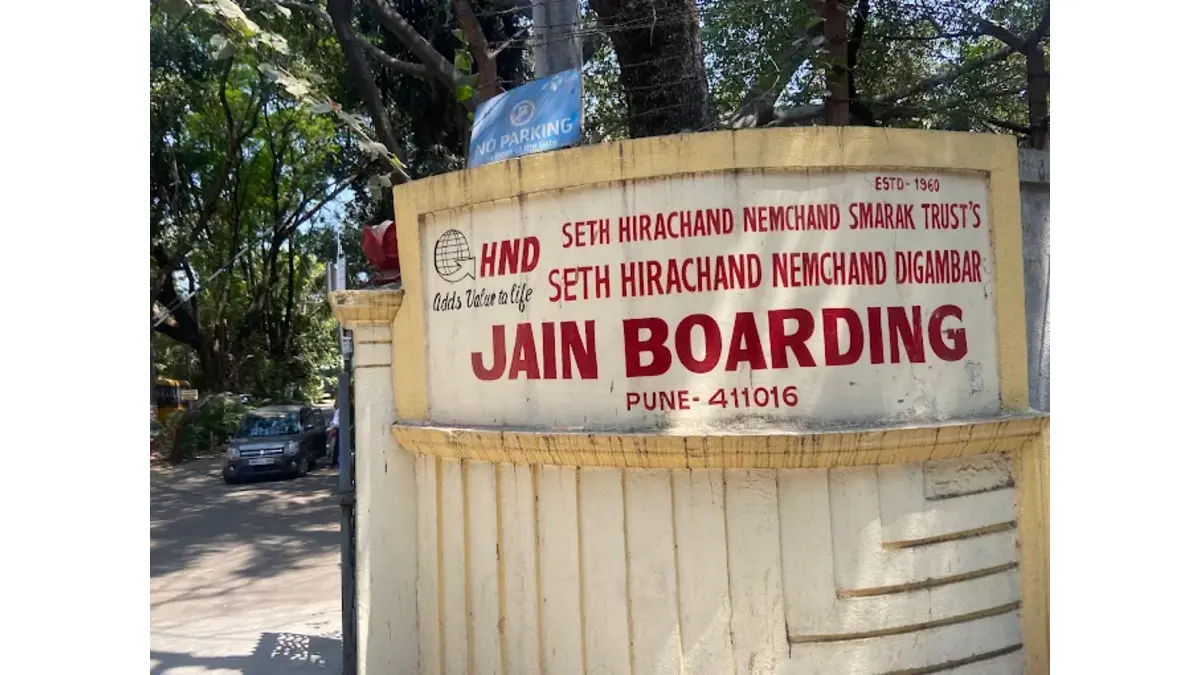 NO PARKING
ESTD- 1960
HND
Adds Value to life
SETH HIRACHAND NEMCHAND SMARAK TRUST'S
SETH HIRACHAND NEMCHAND DIGAMBAR
JAIN BOARDING
PUNE- 411016